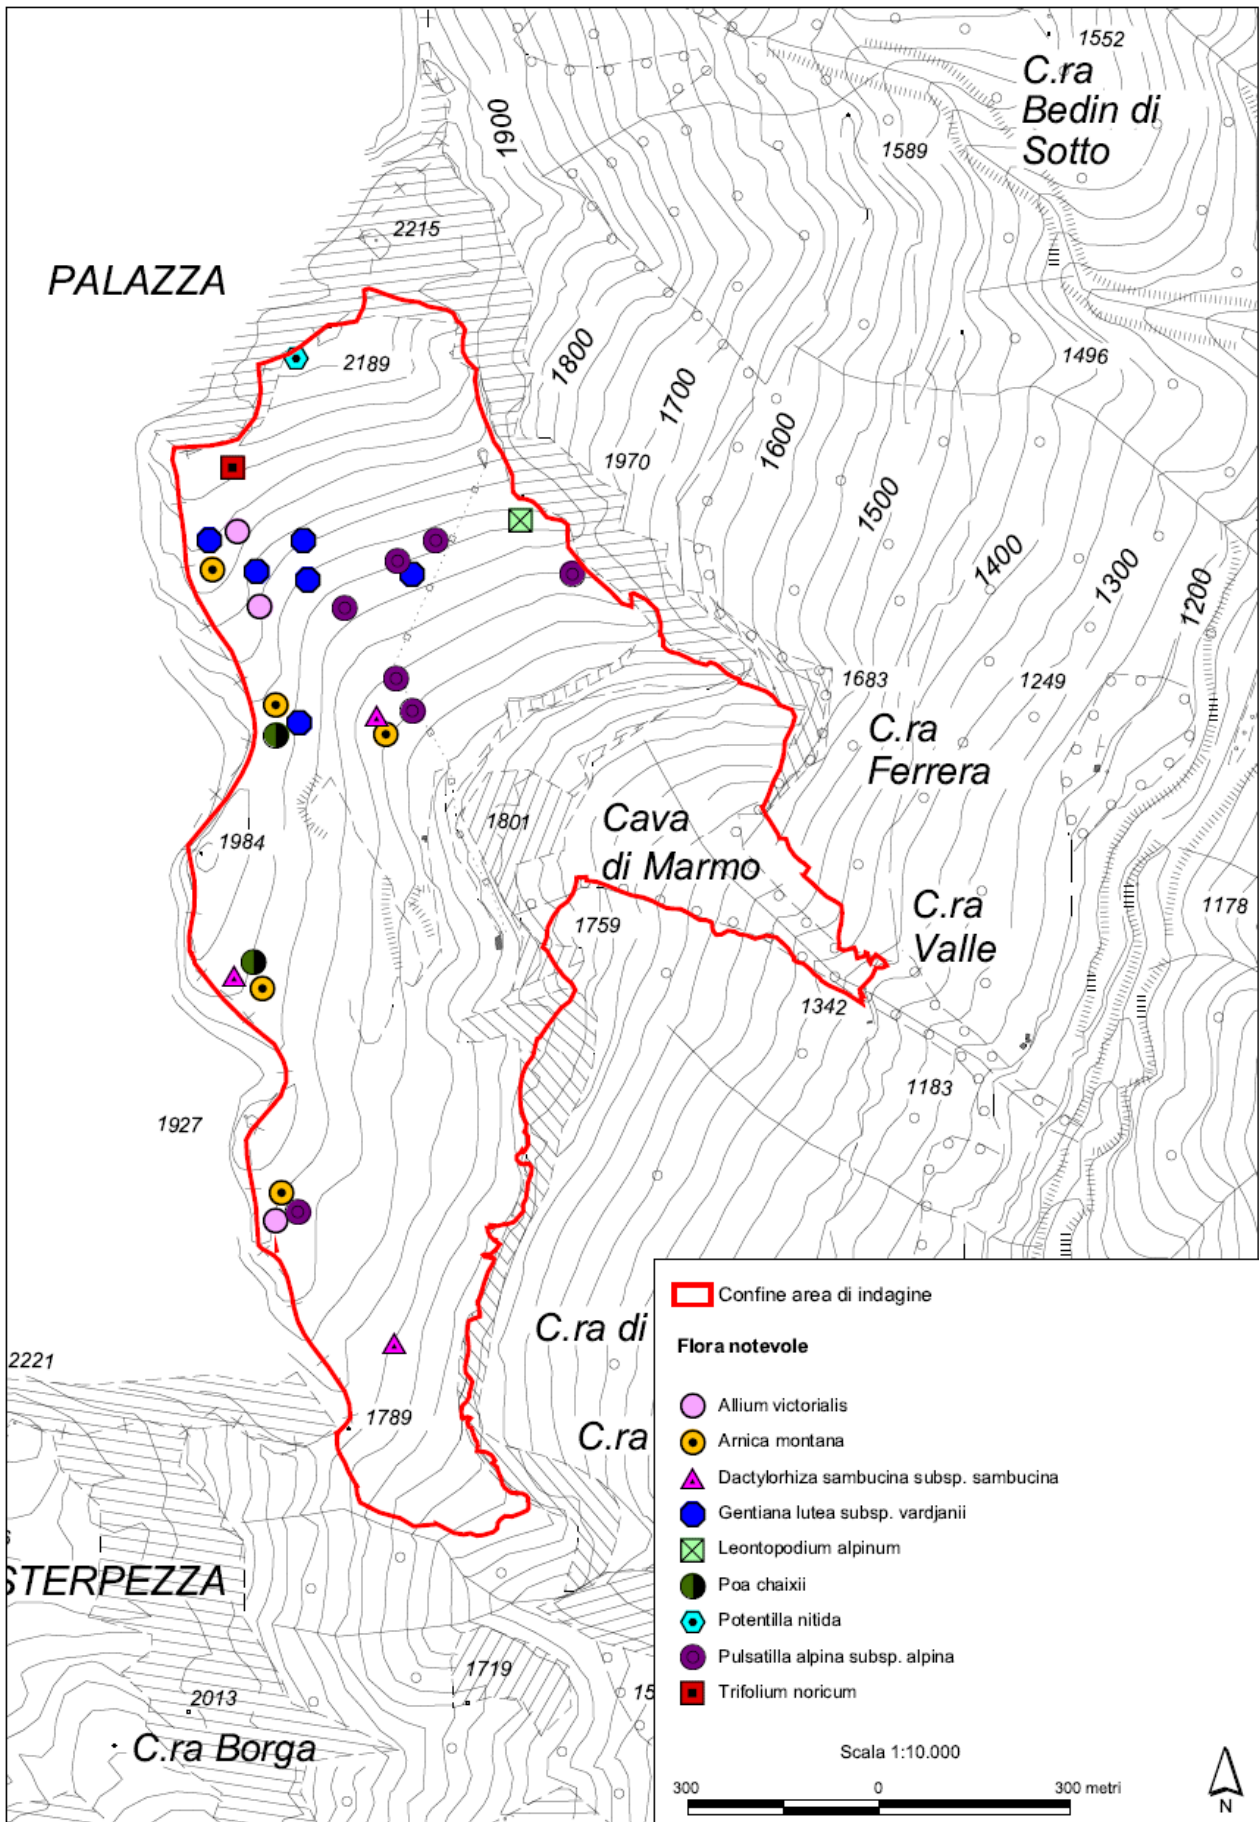 1552
C.ra
Bedin di
Sotto
1900
1589
2215
PALAZZA
1800
2189
1496
1700
1600
1970
1500
1400
1300
1200
1683
1249
C.ra
Ferrera
1801
Cava
di Marmo
1984
C.ra
Valle
1178
1759
1342
1183
1927
C.ra di
2221
1789
C.ra
STERPEZZA
1719
15
2013
C.ra Borga
Confine area di indagine
Flora notevole
Allium victorialis
Arnica montana
Dactylorhiza sambucina subsp. sambucina
Gentiana lutea subsp. vardjanii
Leontopodium alpinum
Poa chaixii
Potentilla nitida
Pulsatilla alpina subsp. alpina
Trifolium noricum
Scala 1:10.000
300 0 300 metri
N